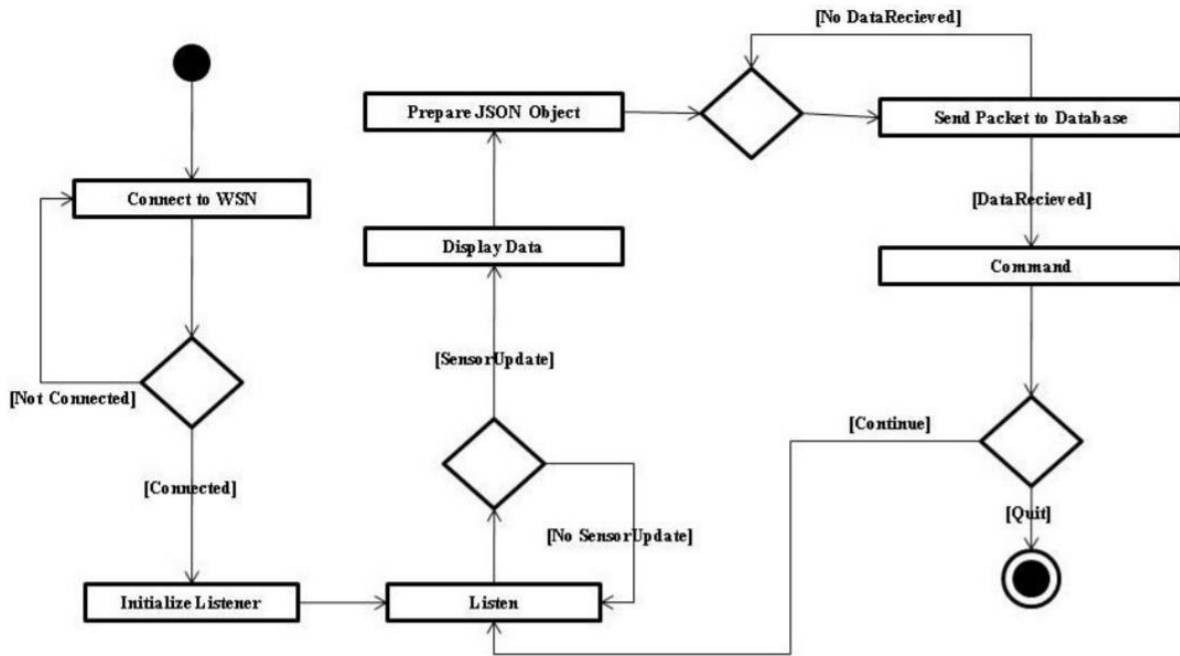 [No DataRecieved]
Prepare JSON Object
Send Packet to Database
Connect to WSN
[DataRecieved]
Display Data
Command
[SensorUpdate]
[Not Connected]
[Continue]
[Connected]
[Quit]
[No SensorUpdate]
Initialize Listener
Listen